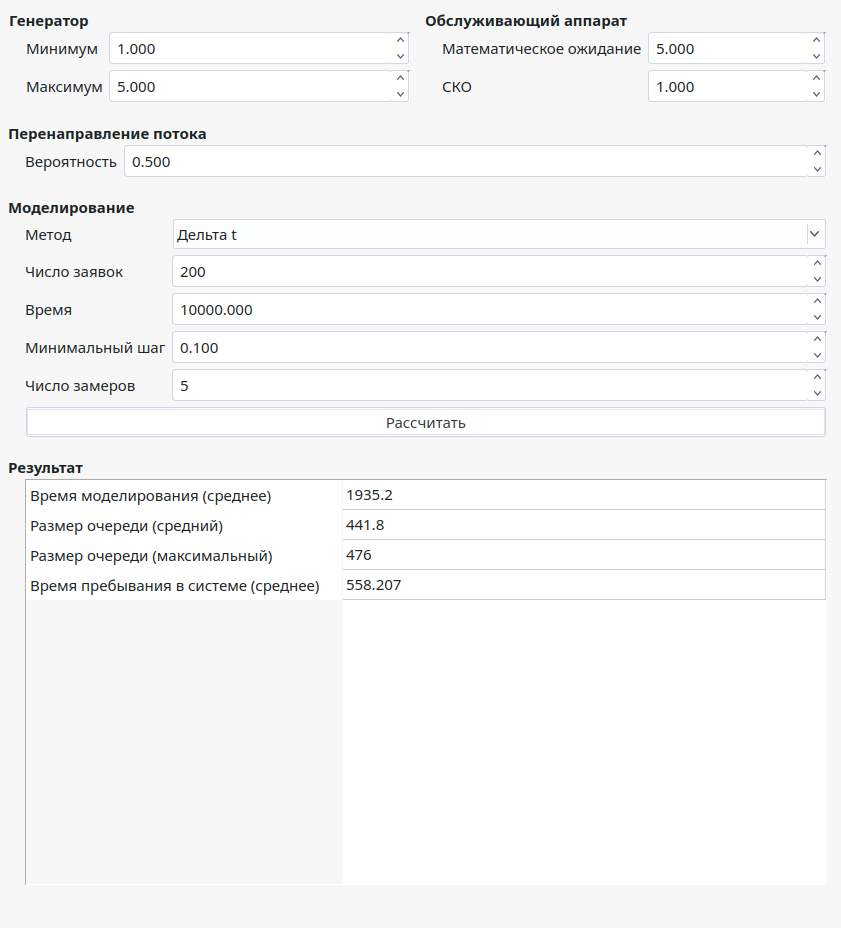 Генератор
Минимум 1.000
Максимум 5.000
Обслуживающий аппарат
Математическое ожидание 5.000
СКО 1.000
Перенаправление потока
Вероятность 0.500
Моделирование
Метод Дельта t
Число заявок 200
Время 10000.000
Минимальный шаг 0.100
Число замеров 5
Рассчитать
Результат
Время моделирования (среднее) 1935.2
Размер очереди (средний) 441.8
Размер очереди (максимальный) 476
Время пребывания в системе (среднее) 558.207